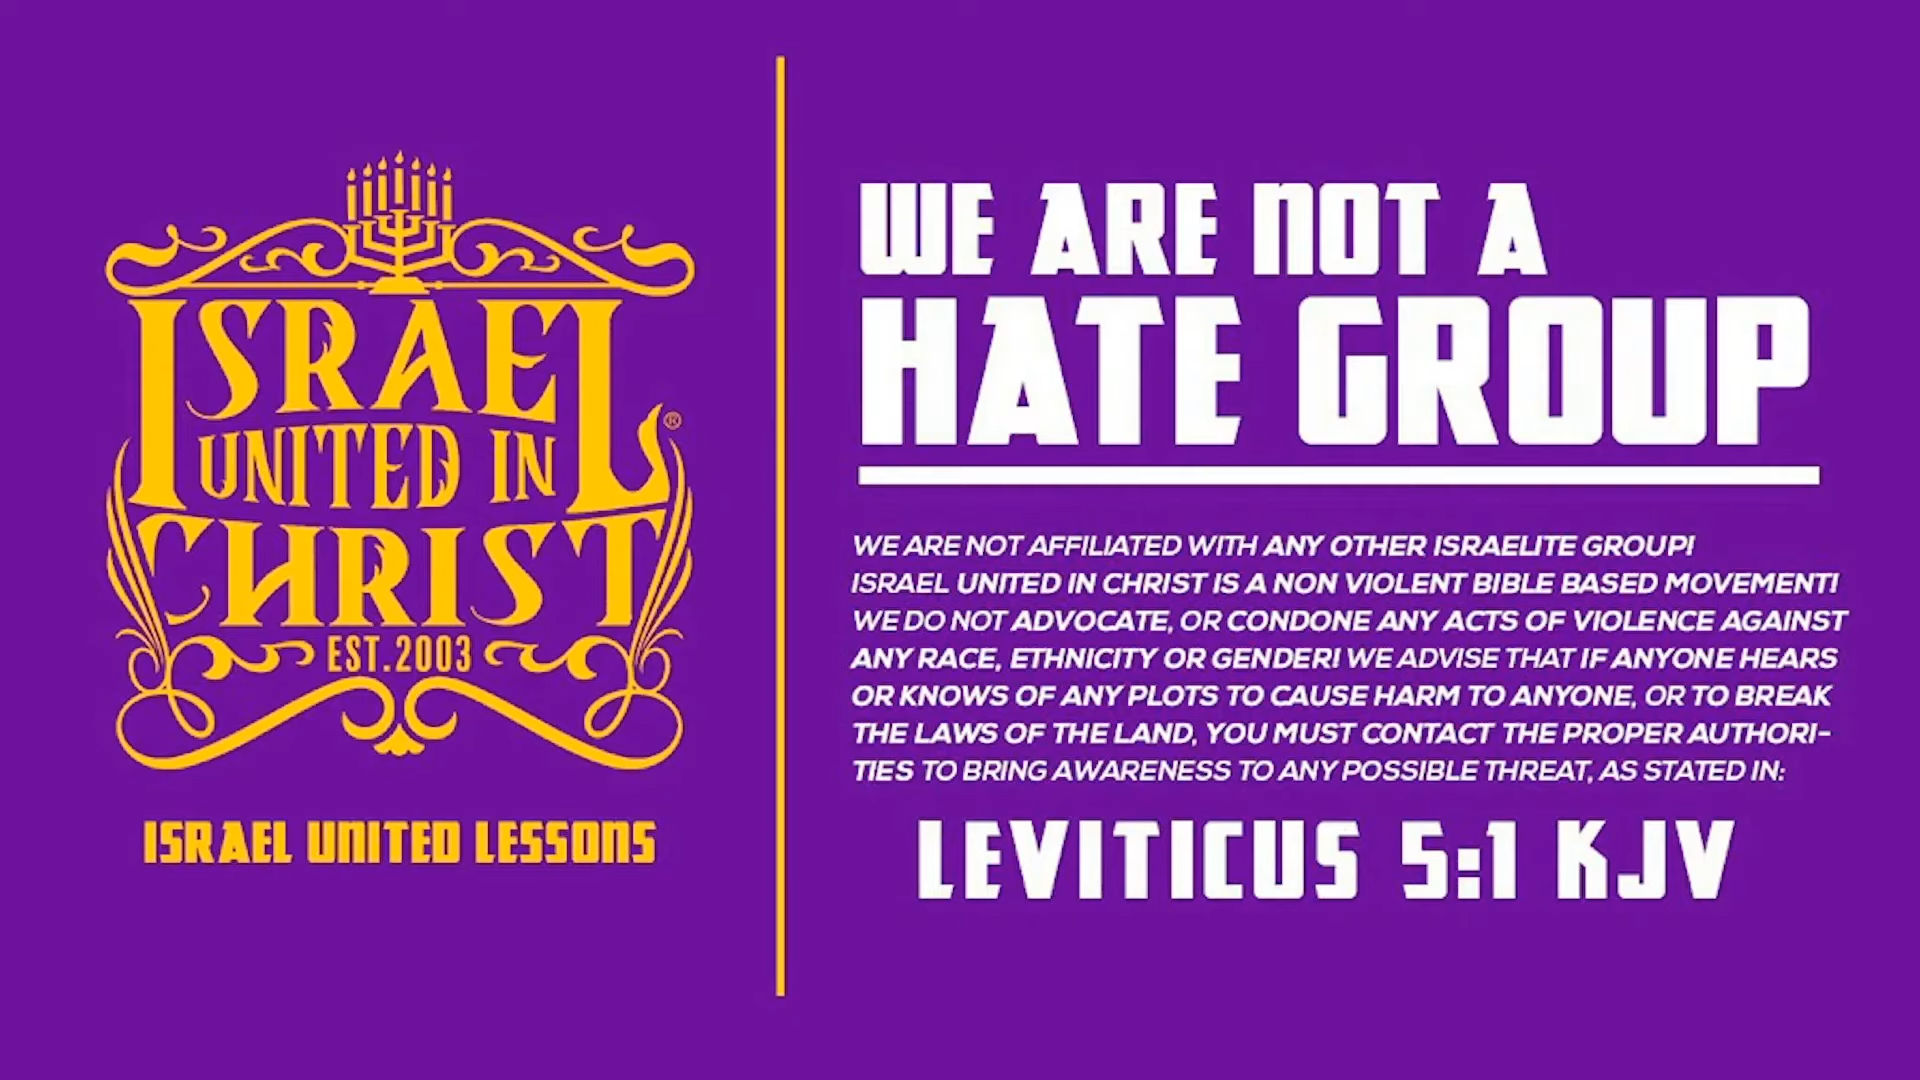 ISRAEL
UNITED IN
CHRIST
®
EST.2003
ISRAEL UNITED LESSONS
WE ARE NOT A
HATE GROUP
WE ARE NOT AFFILIATED WITH ANY OTHER ISRAELITE GROUP!
ISRAEL UNITED IN CHRIST IS A NON VIOLENT BIBLE BASED MOVEMENT!
WE DO NOT ADVOCATE, OR CONDONE ANY ACTS OF VIOLENCE AGAINST
ANY RACE, ETHNICITY OR GENDER! WE ADVISE THAT IF ANYONE HEARS
OR KNOWS OF ANY PLOTS TO CAUSE HARM TO ANYONE, OR TO BREAK
THE LAWS OF THE LAND, YOU MUST CONTACT THE PROPER AUTHORI-
TIES TO BRING AWARENESS TO ANY POSSIBLE THREAT, AS STATED IN:
LEVITICUS 5:1 KJV